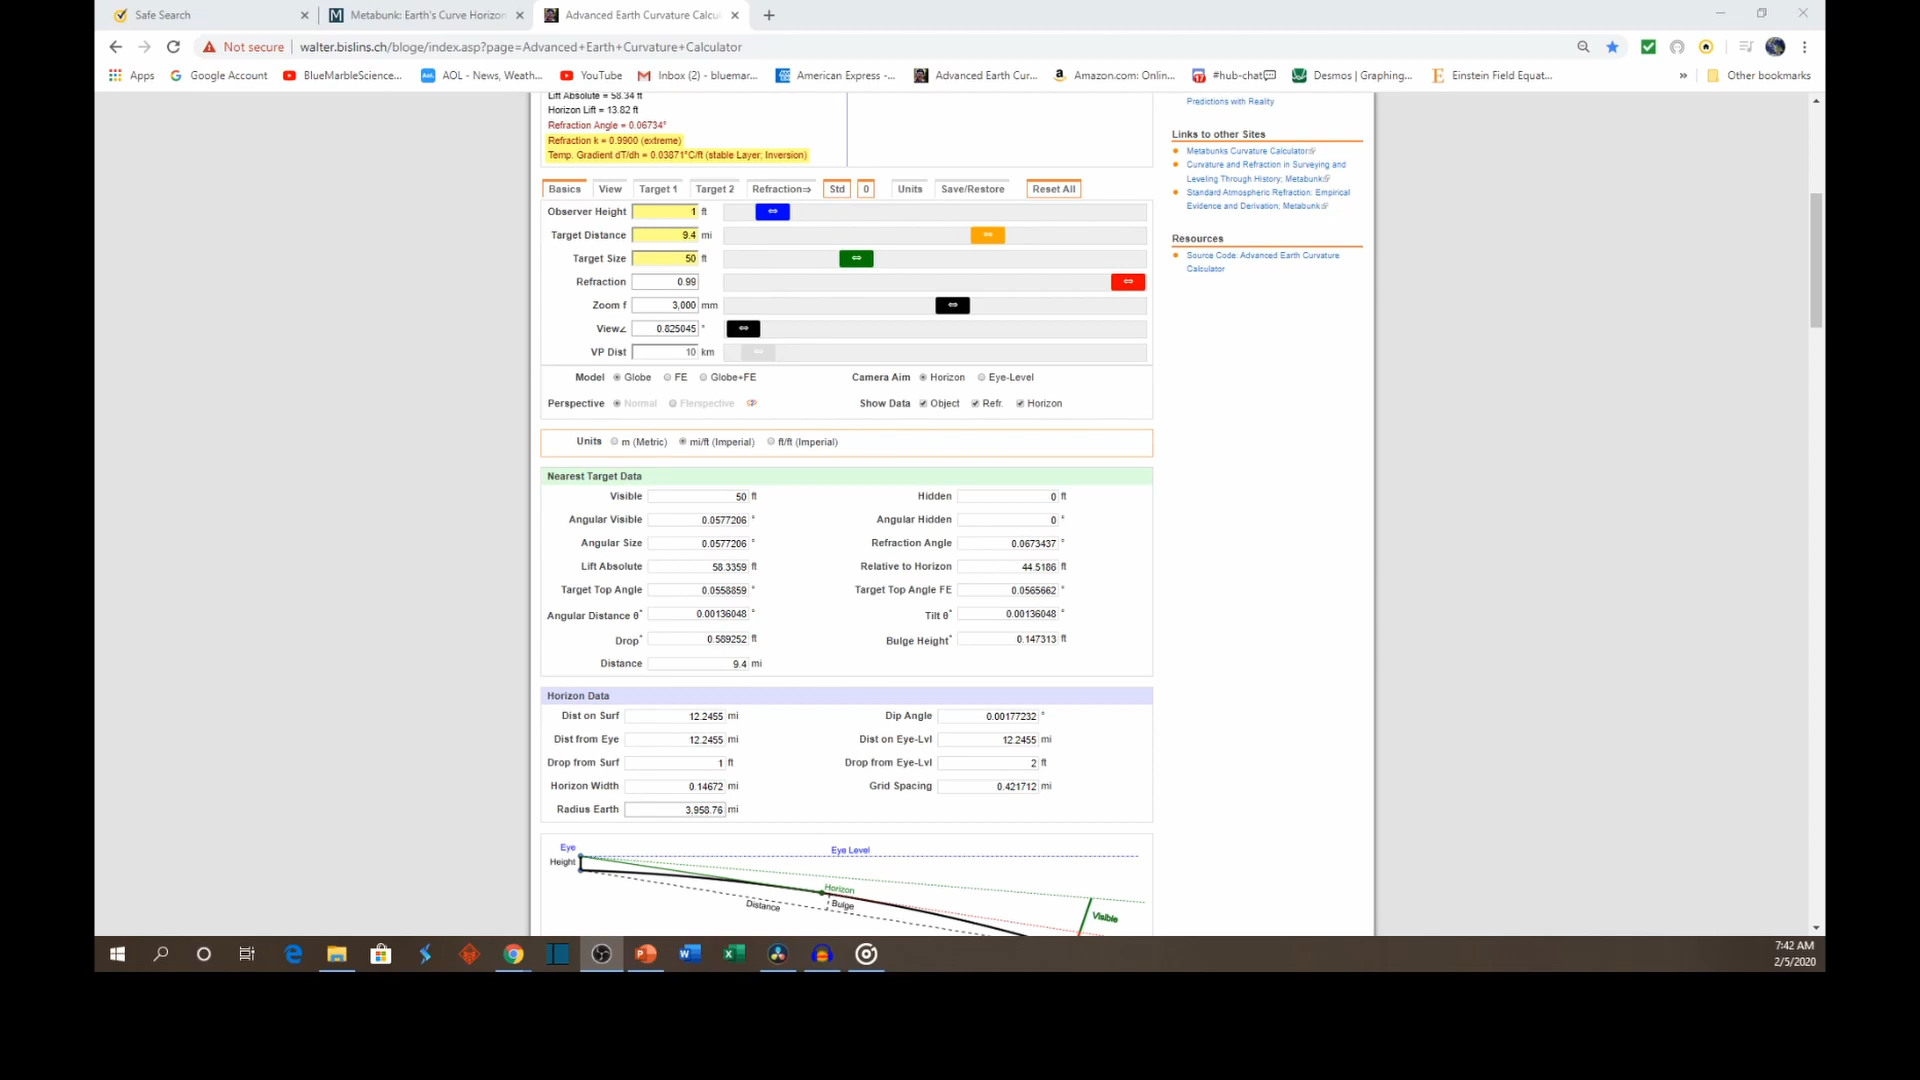 Safe Search
Metabunk: Earth's Curve Horizon
Advanced Earth Curvature Calcu
Not secure
walter.bislins.ch/bloge/index.asp?page=Advanced+Earth+Curvature+Calculator
Apps
Google Account
BlueMarbleScience...
AOL - News, Weath...
YouTube
Inbox (2) - bluemar...
American Express -...
Advanced Earth Cur...
Amazon.com: Onlin...
#hub-chat
Desmos | Graphing...
Einstein Field Equat...
»
Other bookmarks
Lift Absolute = 58.34 ft
Horizon Lift = 13.82 ft
Refraction Angle = 0.06734°
Refraction k = 0.9900 (extreme)
Temp. Gradient dT/dh = 0.03871°C/ft (stable Layer; Inversion)
Predictions with Reality
Links to other Sites
Metabunks Curvature Calculator
Curvature and Refraction in Surveying and
Leveling Through History; Metabunk
Standard Atmospheric Refraction: Empirical
Evidence and Derivation; Metabunk
Resources
Source Code: Advanced Earth Curvature
Calculator
Basics View Target 1 Target 2 Refraction⇒ Std 0 Units Save/Restore Reset All
Observer Height 1 ft
Target Distance 9.4 mi
Target Size 50 ft
Refraction 0.99
Zoom f 3,000 mm
View∠ 0.825045 °
VP Dist 10 km
Model Globe FE Globe+FE Camera Aim Horizon Eye-Level
Perspective Normal Flerspective Show Data Object Refr. Horizon
Units m (Metric) mi/ft (Imperial) ft/ft (Imperial)
Nearest Target Data
Visible 50 ft Hidden 0 ft
Angular Visible 0.0577206 ° Angular Hidden 0 °
Angular Size 0.0577206 ° Refraction Angle 0.0673437 °
Lift Absolute 58.3359 ft Relative to Horizon 44.5186 ft
Target Top Angle 0.0558859 ° Target Top Angle FE 0.0565662 °
Angular Distance θ* 0.00136048 ° Tilt θ* 0.00136048 °
Drop* 0.589252 ft Bulge Height* 0.147313 ft
Distance 9.4 mi
Horizon Data
Dist on Surf 12.2455 mi Dip Angle 0.00177232 °
Dist from Eye 12.2455 mi Dist on Eye-Lvl 12.2455 mi
Drop from Surf 1 ft Drop from Eye-Lvl 2 ft
Horizon Width 0.14672 mi Grid Spacing 0.421712 mi
Radius Earth 3,958.76 mi
Eye
Eye Level
Height
Horizon
Distance
Bulge
Visible
7:42 AM
2/5/2020